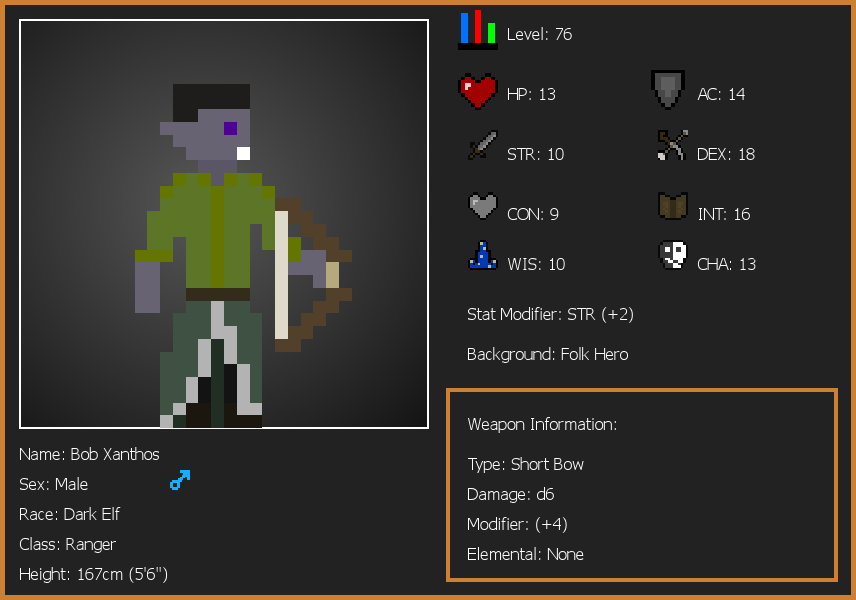 Level: 76
HP: 13
AC: 14
STR: 10
DEX: 18
CON: 9
INT: 16
WIS: 10
CHA: 13
Stat Modifier: STR (+2)
Background: Folk Hero
Weapon Information:
Type: Short Bow
Damage: d6
Modifier: (+4)
Elemental: None
Name: Bob Xanthos
Sex: Male
Race: Dark Elf
Class: Ranger
Height: 167cm (5'6")